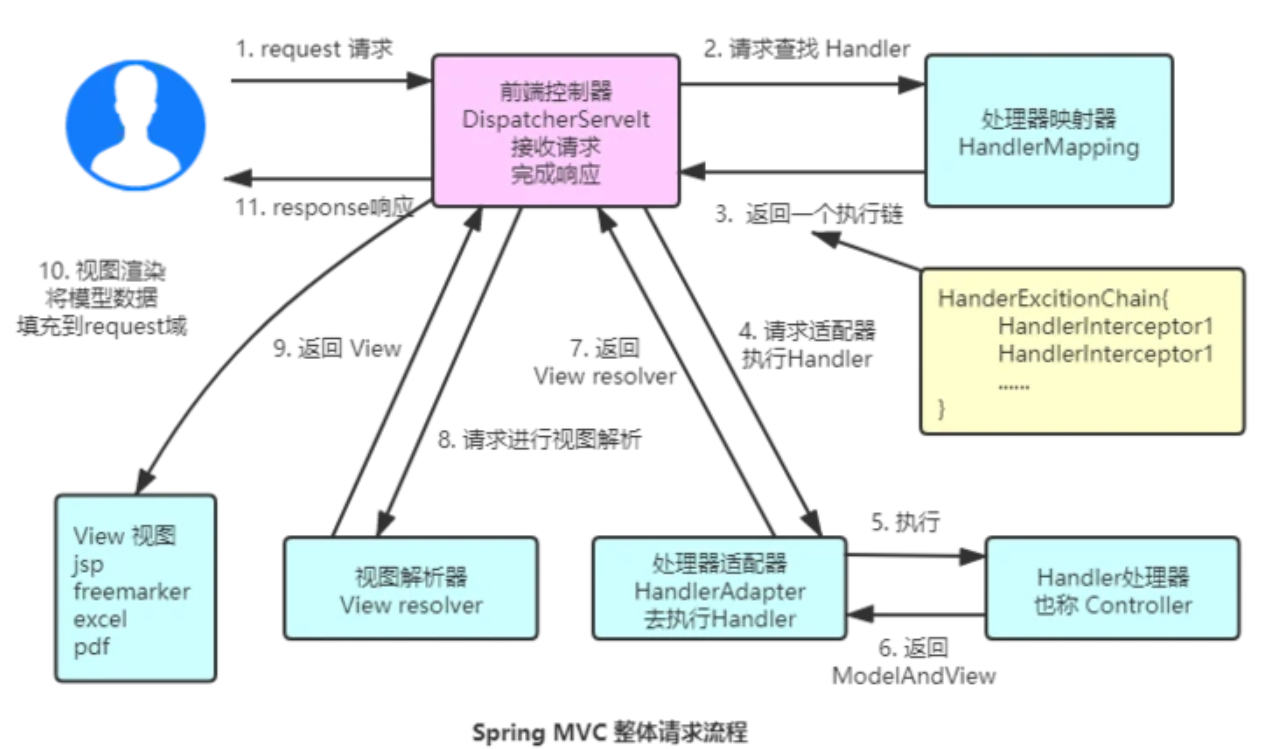 1. request 请求
2. 请求查找 Handler
前端控制器
DispatcherServelt
接收请求
完成响应
处理器映射器
HandlerMapping
11. response响应
3. 返回一个执行链
10. 视图渲染
将模型数据
填充到request域
HanderExcitionChain{
HandlerInterceptor1
HandlerInterceptor1
......
}
9. 返回 View
7. 返回
View resolver
4. 请求适配器
执行Handler
8. 请求进行视图解析
View 视图
jsp
freemarker
excel
pdf
视图解析器
View resolver
处理器适配器
HandlerAdapter
去执行Handler
5. 执行
Handler处理器
也称 Controller
6. 返回
ModelAndView
Spring MVC 整体请求流程